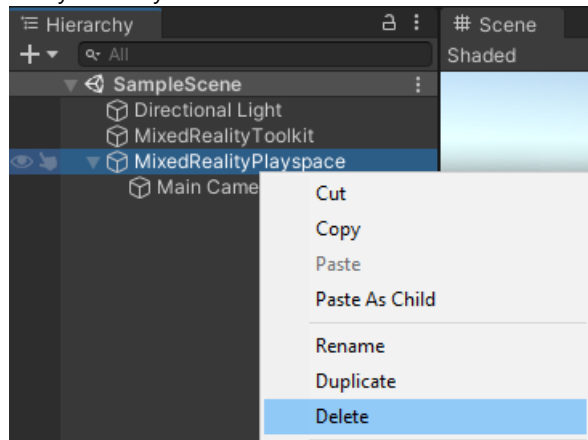 Hierarchy
# Scene
All
Shaded
SampleScene
Directional Light
MixedRealityToolkit
MixedRealityPlayspace
Main Came
Cut
Copy
Paste
Paste As Child
Rename
Duplicate
Delete